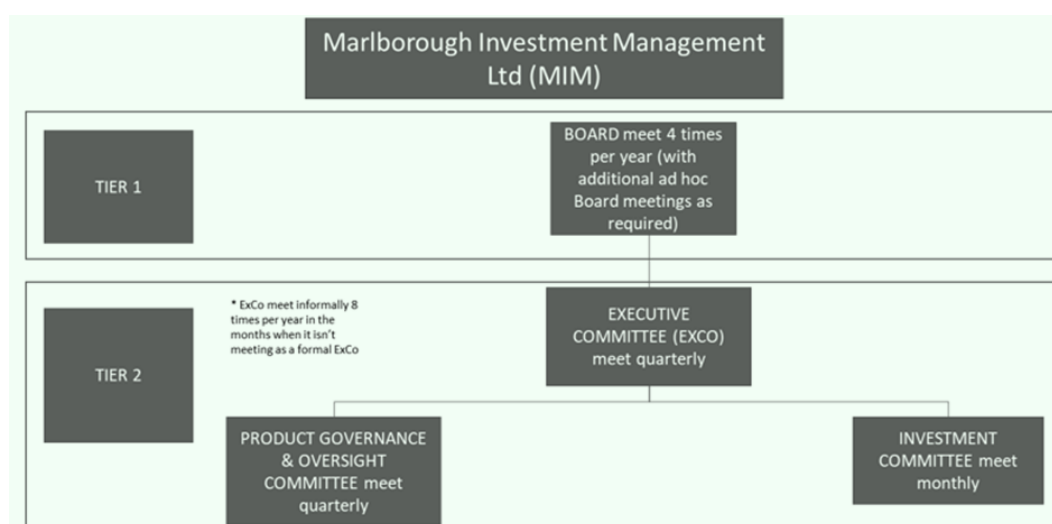 Marlborough Investment Management
Ltd (MIM)
TIER 1
BOARD meet 4 times
per year (with
additional ad hoc
Board meetings as
required)
* ExCo meet informally 8
times per year in the
months when it isn't
meeting as a formal ExCo
EXECUTIVE
COMMITTEE (EXCO)
meet quarterly
TIER 2
PRODUCT GOVERNANCE
& OVERSIGHT
COMMITTEE meet
quarterly
INVESTMENT
COMMITTEE meet
monthly